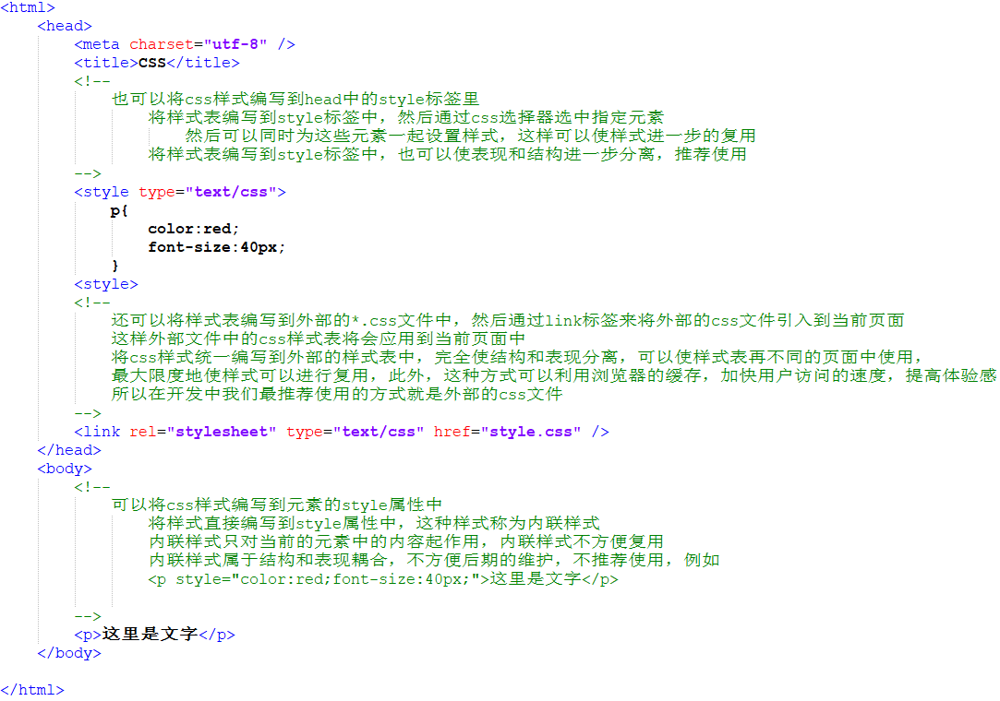 <html>
<head>
<meta charset="utf-8" />
<title>CSS</title>
<!--
也可以将css样式编写到head中的style标签里
将样式表编写到style标签中，然后通过css选择器选中指定元素
然后可以同时为这些元素一起设置样式，这样可以使样式进一步的复用
将样式表编写到style标签中，也可以使表现和结构进一步分离，推荐使用
-->
<style type="text/css">
p{
color:red;
font-size:40px;
}
<style>
<!--
还可以将样式表编写到外部的*.css文件中，然后通过link标签来将外部的css文件引入到当前页面
这样外部文件中的css样式表将会应用到当前页面中
将css样式统一编写到外部的样式表中，完全使结构和表现分离，可以使样式表再不同的页面中使用，
最大限度地使样式可以进行复用，此外，这种方式可以利用浏览器的缓存，加快用户访问的速度，提高体验感
所以在开发中我们最推荐使用的方式就是外部的css文件
-->
<link rel="stylesheet" type="text/css" href="style.css" />
</head>
<body>
<!--
可以将css样式编写到元素的style属性中
将样式直接编写到style属性中，这种样式称为内联样式
内联样式只对当前的元素中的内容起作用，内联样式不方便复用
内联样式属于结构和表现耦合，不方便后期的维护，不推荐使用，例如
<p style="color:red;font-size:40px;">这里是文字</p>
-->
<p>这里是文字</p>
</body>
</html>